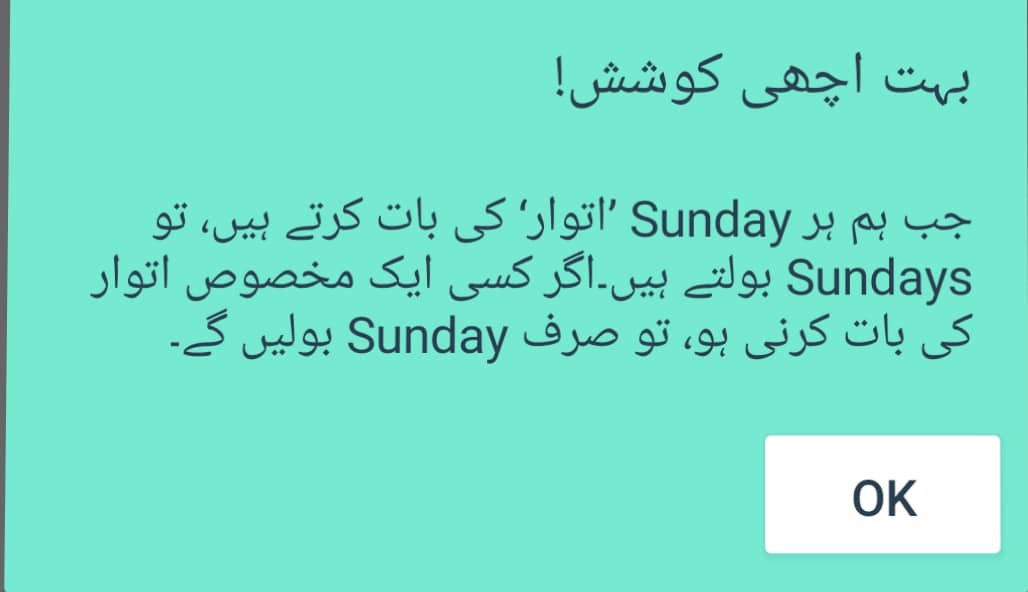 بہت اچھی کوشش!
جب ہم ہر Sunday ’اتوار‘ کی بات کرتے ہیں، تو
Sundays بولتے ہیں۔اگر کسی ایک مخصوص اتوار
کی بات کرنی ہو، تو صرف Sunday بولیں گے۔
OK